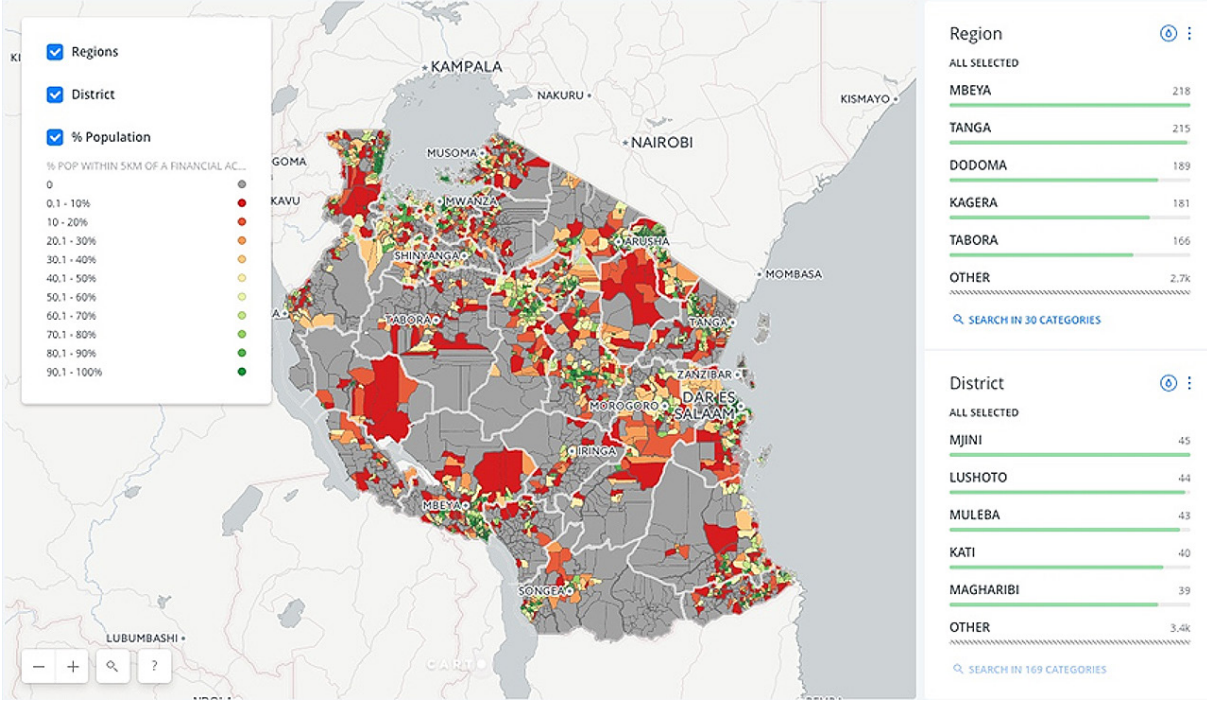 Regions
District
% Population
% POP WITHIN 5KM OF A FINANCIAL AC...
0
0.1 - 10%
10 - 20%
20.1 - 30%
30.1 - 40%
40.1 - 50%
50.1 - 60%
60.1 - 70%
70.1 - 80%
80.1 - 90%
90.1 - 100%
KI
GOMA
KAVU
A
KAMPALA
NAKURU
KISMAYO
NAIROBI
MUSOMA
MWANZA
ARUSHA
SHINYANGA
MOMBASA
TABORA
TANGA
ZANZIBAR
DAR ES
SALAAM
MOROGORO
IRINGA
MBEYA
SONGEA
LUBUMBASHI
CARTO
− + ?
Region
ALL SELECTED
MBEYA 218
TANGA 215
DODOMA 189
KAGERA 181
TABORA 166
OTHER 2.7k
SEARCH IN 30 CATEGORIES
District
ALL SELECTED
MJINI 45
LUSHOTO 44
MULEBA 43
KATI 40
MAGHARIBI 39
OTHER 3.4k
SEARCH IN 169 CATEGORIES